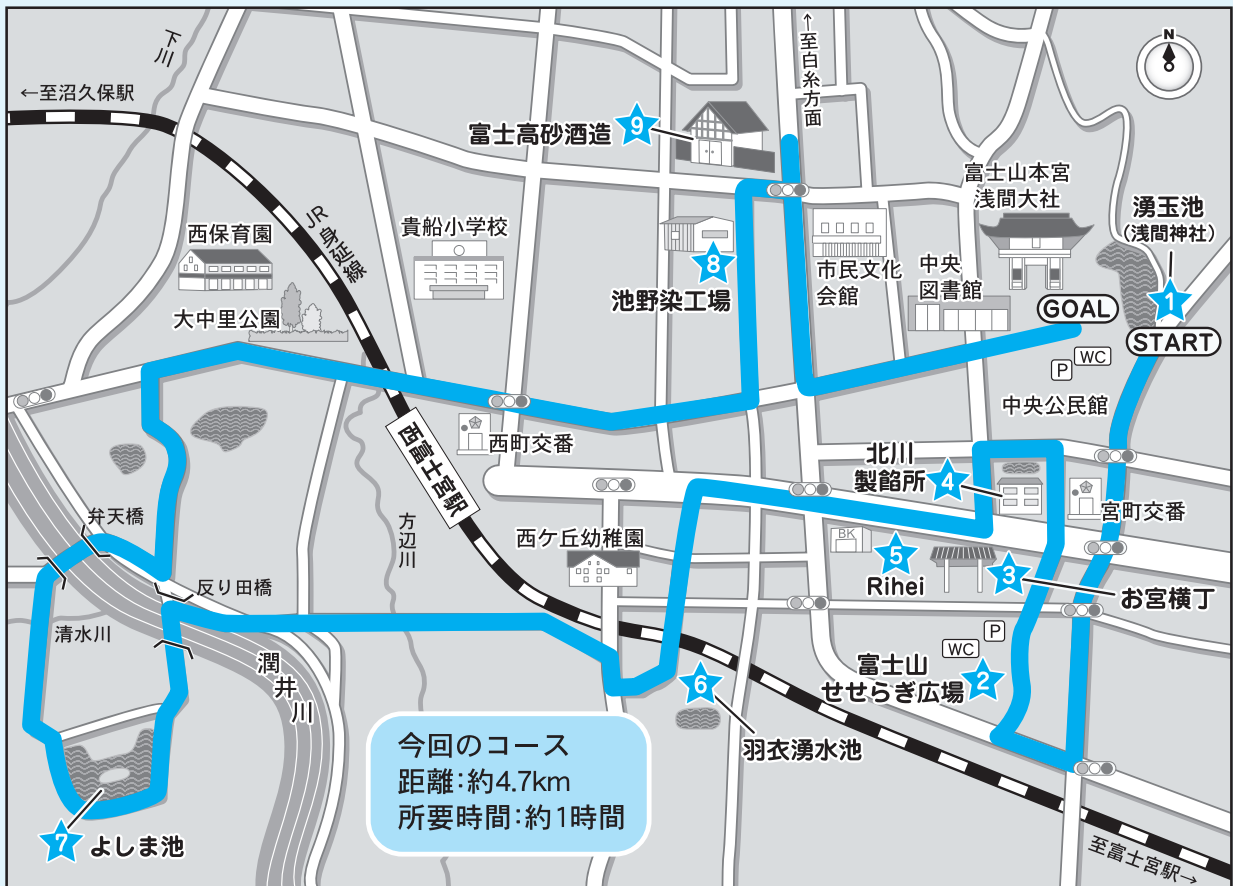 N
下川
←至沼久保駅
←至白糸方面
富士高砂酒造
9
富士山本宮
浅間大社
湧玉池
(浅間神社)
1
西保育園
JR身延線
貴船小学校
8
池野染工場
市民文化
会館
中央
図書館
GOAL
START
大中里公園
P
WC
中央公民館
西町交番
西富士宮駅
北川
製餡所
4
宮町交番
弁天橋
方辺川
西ケ丘幼稚園
BK
5
Rihei
3
お宮横丁
反り田橋
清水川
潤井川
P
WC
富士山
せせらぎ広場
2
6
羽衣湧水池
今回のコース
距離:約4.7km
所要時間:約1時間
7
よしま池
至富士宮駅→